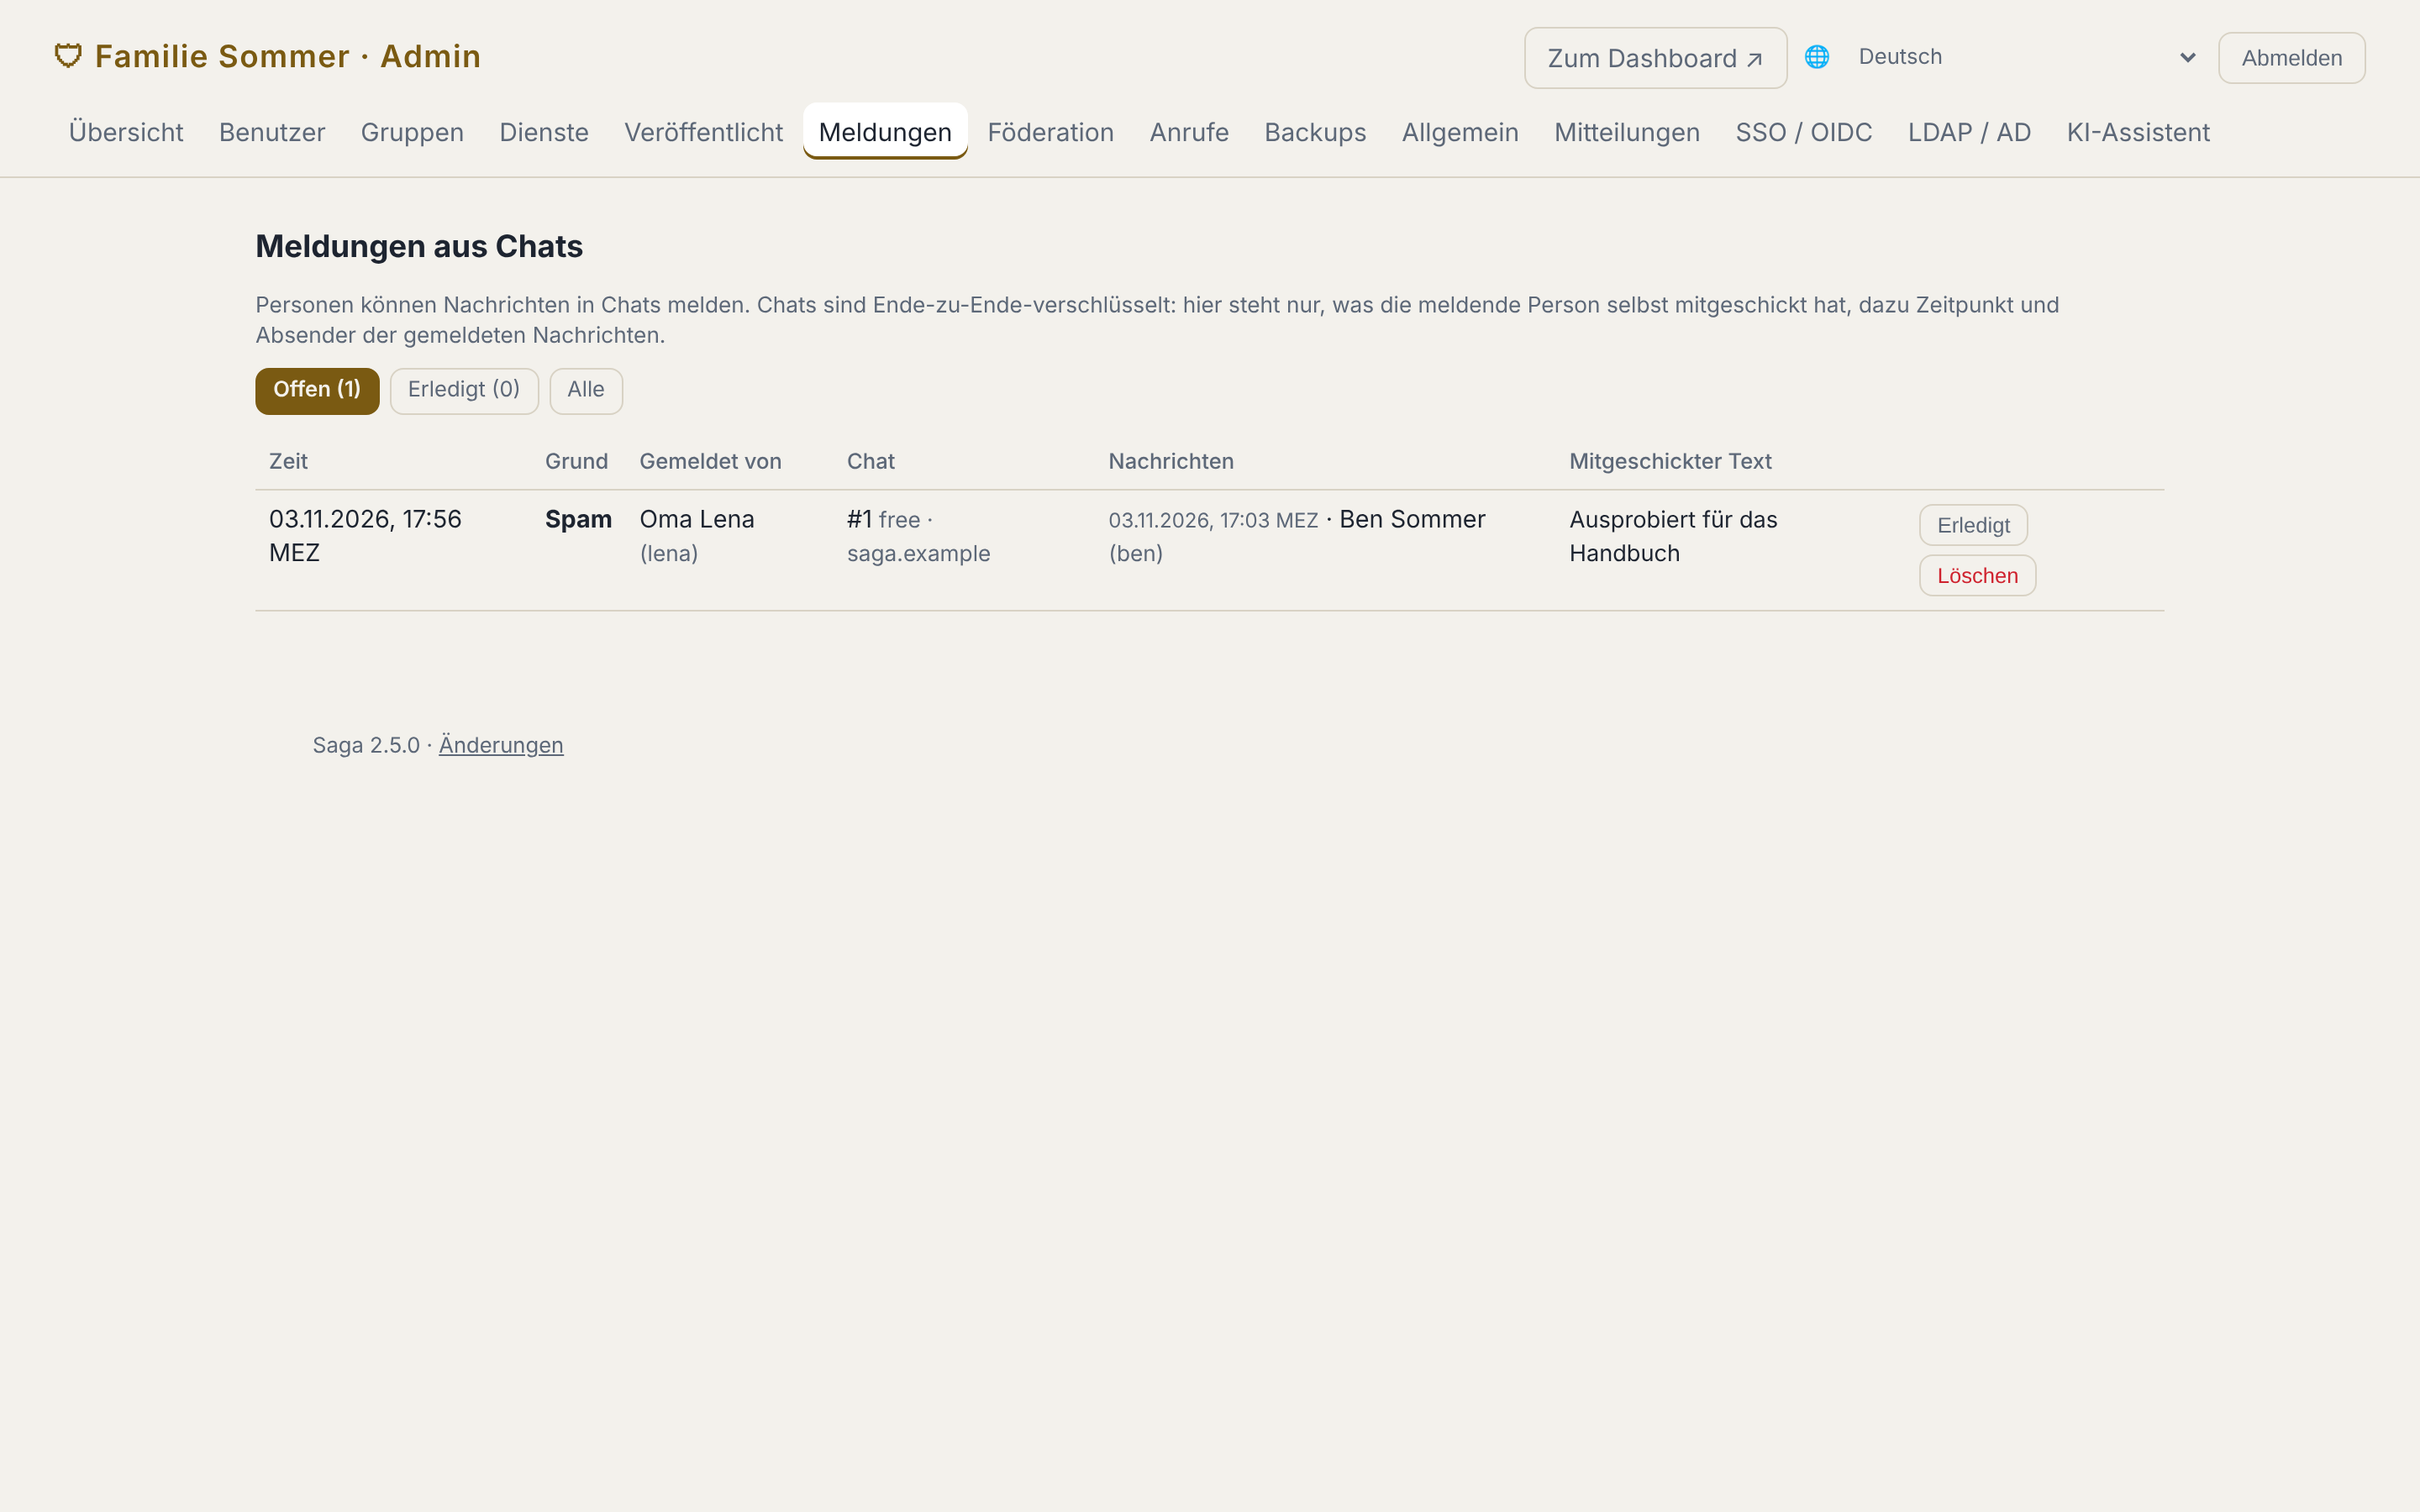 Familie Sommer · Admin
Zum Dashboard ↗
Deutsch
Abmelden
Übersicht
Benutzer
Gruppen
Dienste
Veröffentlicht
Meldungen
Föderation
Anrufe
Backups
Allgemein
Mitteilungen
SSO / OIDC
LDAP / AD
KI-Assistent
Meldungen aus Chats
Personen können Nachrichten in Chats melden. Chats sind Ende-zu-Ende-verschlüsselt: hier steht nur, was die meldende Person selbst mitgeschickt hat, dazu Zeitpunkt und
Absender der gemeldeten Nachrichten.
Offen (1)
Erledigt (0)
Alle
Zeit
Grund
Gemeldet von
Chat
Nachrichten
Mitgeschickter Text
03.11.2026, 17:56
MEZ
Spam
Oma Lena
(lena)
#1 free ·
saga.example
03.11.2026, 17:03 MEZ · Ben Sommer
(ben)
Ausprobiert für das
Handbuch
Erledigt
Löschen
Saga 2.5.0 · Änderungen